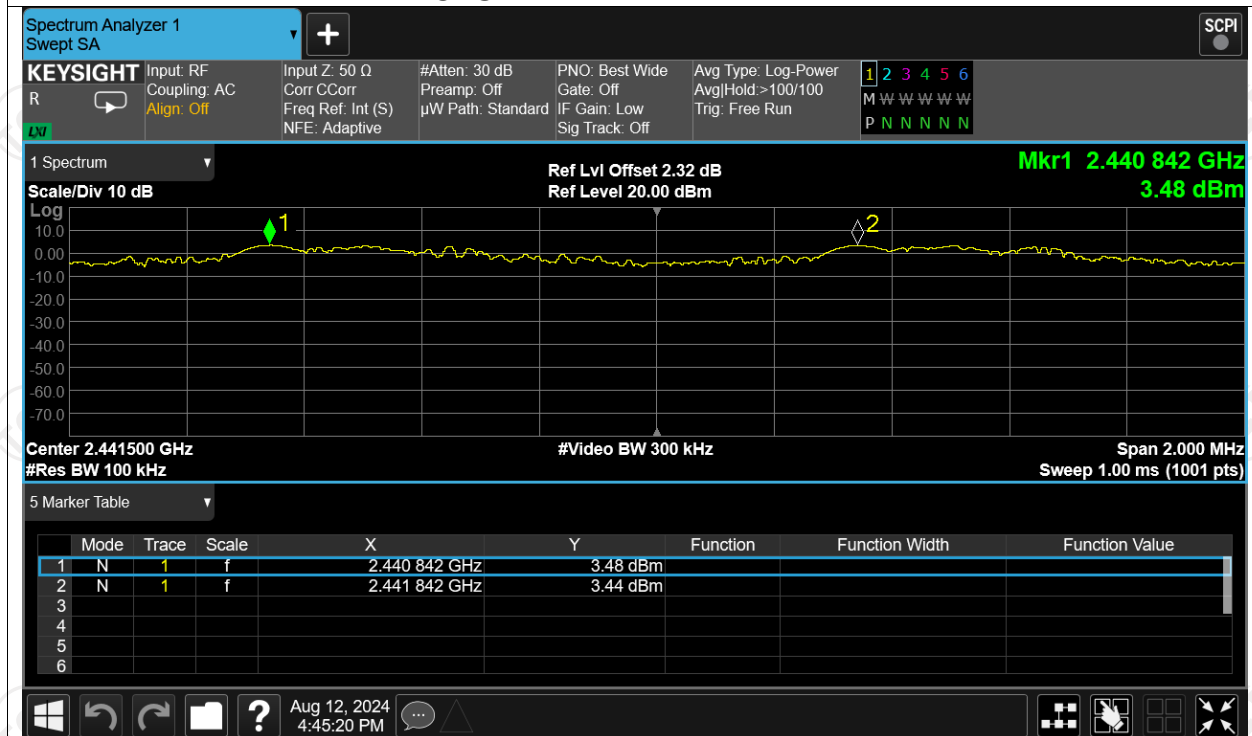 Spectrum Analyzer 1
Swept SA
+
SCPI
KEYSIGHT
R
LXI
Input: RF
Coupling: AC
Align: Off
Input Z: 50 Ω
Corr CCorr
Freq Ref: Int (S)
NFE: Adaptive
#Atten: 30 dB
Preamp: Off
µW Path: Standard
PNO: Best Wide
Gate: Off
IF Gain: Low
Sig Track: Off
Avg Type: Log-Power
Avg|Hold:>100/100
Trig: Free Run
1 2 3 4 5 6
M W W W W W
P N N N N N
1 Spectrum
Scale/Div 10 dB
Ref Lvl Offset 2.32 dB
Ref Level 20.00 dBm
Mkr1 2.440 842 GHz
3.48 dBm
Log
10.0
0.00
-10.0
-20.0
-30.0
-40.0
-50.0
-60.0
-70.0
1
2
Center 2.441500 GHz
#Video BW 300 kHz
Span 2.000 MHz
#Res BW 100 kHz
Sweep 1.00 ms (1001 pts)
5 Marker Table
Mode Trace Scale X Y Function Function Width Function Value
1 N 1 f 2.440 842 GHz 3.48 dBm
2 N 1 f 2.441 842 GHz 3.44 dBm
3
4
5
6
?
Aug 12, 2024
4:45:20 PM